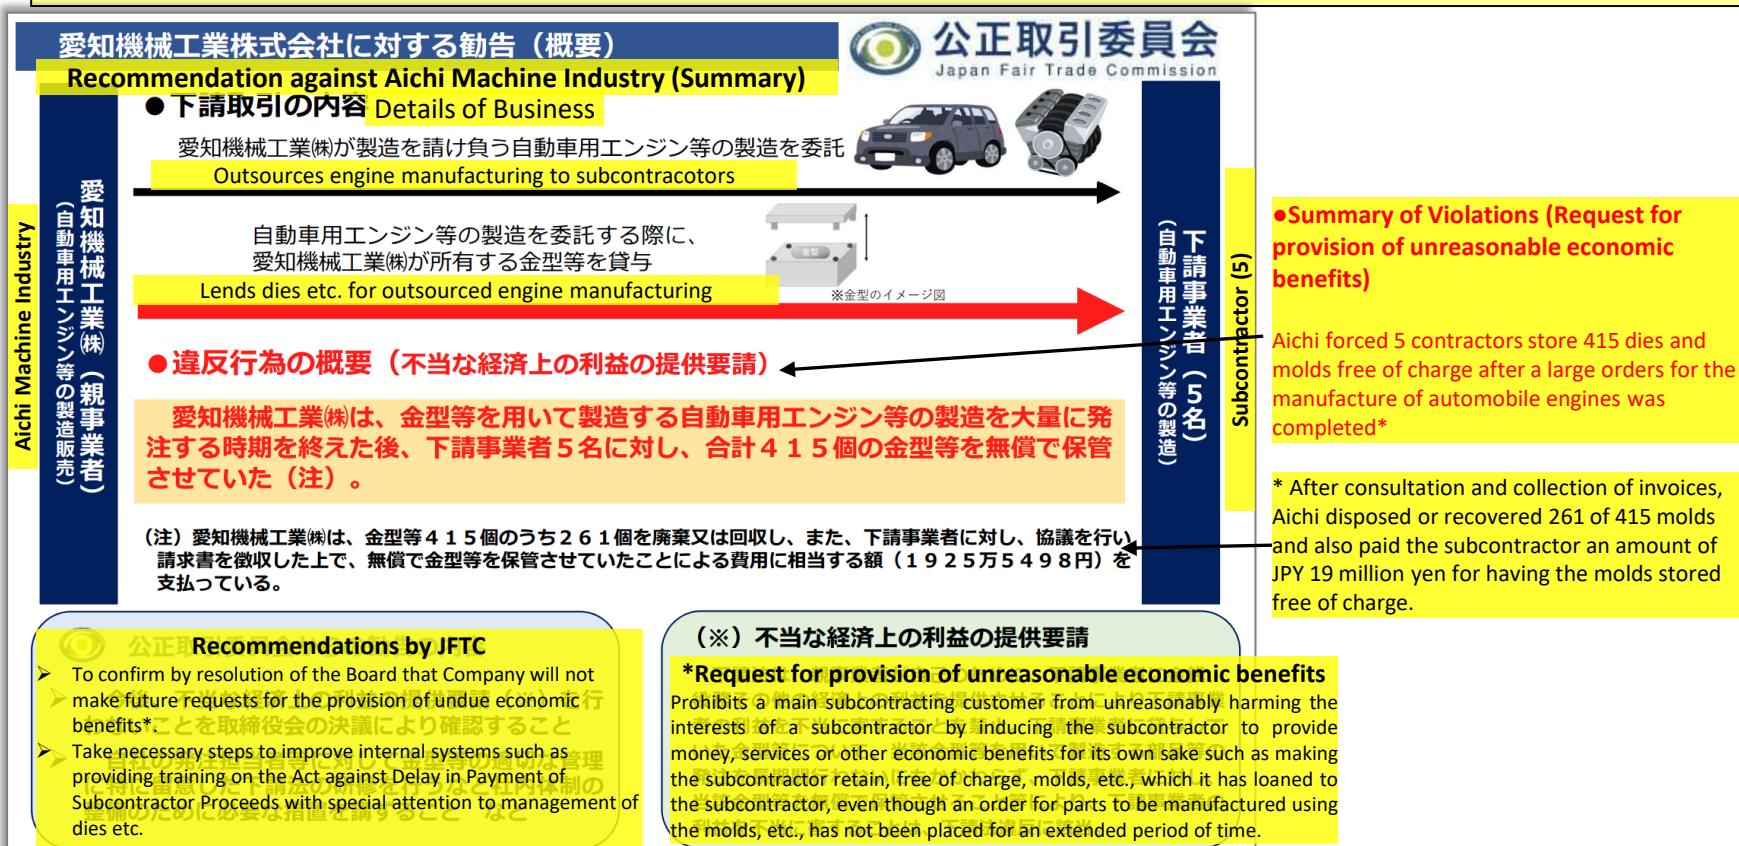 愛知機械工業株式会社に対する勧告（概要）
公正取引委員会
Japan Fair Trade Commission
Recommendation against Aichi Machine Industry (Summary)
●下請取引の内容 Details of Business
愛知機械工業㈱が製造を請け負う自動車用エンジン等の製造を委託
Outsources engine manufacturing to subcontracotors
自動車用エンジン等の製造を委託する際に、
愛知機械工業㈱が所有する金型等を貸与
金型
Lends dies etc. for outsourced engine manufacturing
※金型のイメージ図
Aichi Machine Industry
愛知機械工業㈱（親事業者）
（自動車用エンジン等の製造販売）
下請事業者（5名）
（自動車用エンジン等の製造）
Subcontractor (5)
●違反行為の概要（不当な経済上の利益の提供要請）
愛知機械工業㈱は、金型等を用いて製造する自動車用エンジン等の製造を大量に発
注する時期を終えた後、下請事業者５名に対し、合計４１５個の金型等を無償で保管
させていた（注）。
（注）愛知機械工業㈱は、金型等４１５個のうち２６１個を廃棄又は回収し、また、下請事業者に対し、協議を行い
請求書を徴収した上で、無償で金型等を保管させていたことによる費用に相当する額（１９２５万５４９８円）を
支払っている。
●Summary of Violations (Request for
provision of unreasonable economic
benefits)
Aichi forced 5 contractors store 415 dies and
molds free of charge after a large orders for the
manufacture of automobile engines was
completed*
* After consultation and collection of invoices,
Aichi disposed or recovered 261 of 415 molds
and also paid the subcontractor an amount of
JPY 19 million yen for having the molds stored
free of charge.
Recommendations by JFTC
➢ To confirm by resolution of the Board that Company will not
make future requests for the provision of undue economic
benefits*.
➢ Take necessary steps to improve internal systems such as
providing training on the Act against Delay in Payment of
Subcontractor Proceeds with special attention to management of
dies etc.
（※）不当な経済上の利益の提供要請
*Request for provision of unreasonable economic benefits
Prohibits a main subcontracting customer from unreasonably harming the
interests of a subcontractor by inducing the subcontractor to provide
money, services or other economic benefits for its own sake such as making
the subcontractor retain, free of charge, molds, etc., which it has loaned to
the subcontractor, even though an order for parts to be manufactured using
the molds, etc., has not been placed for an extended period of time.